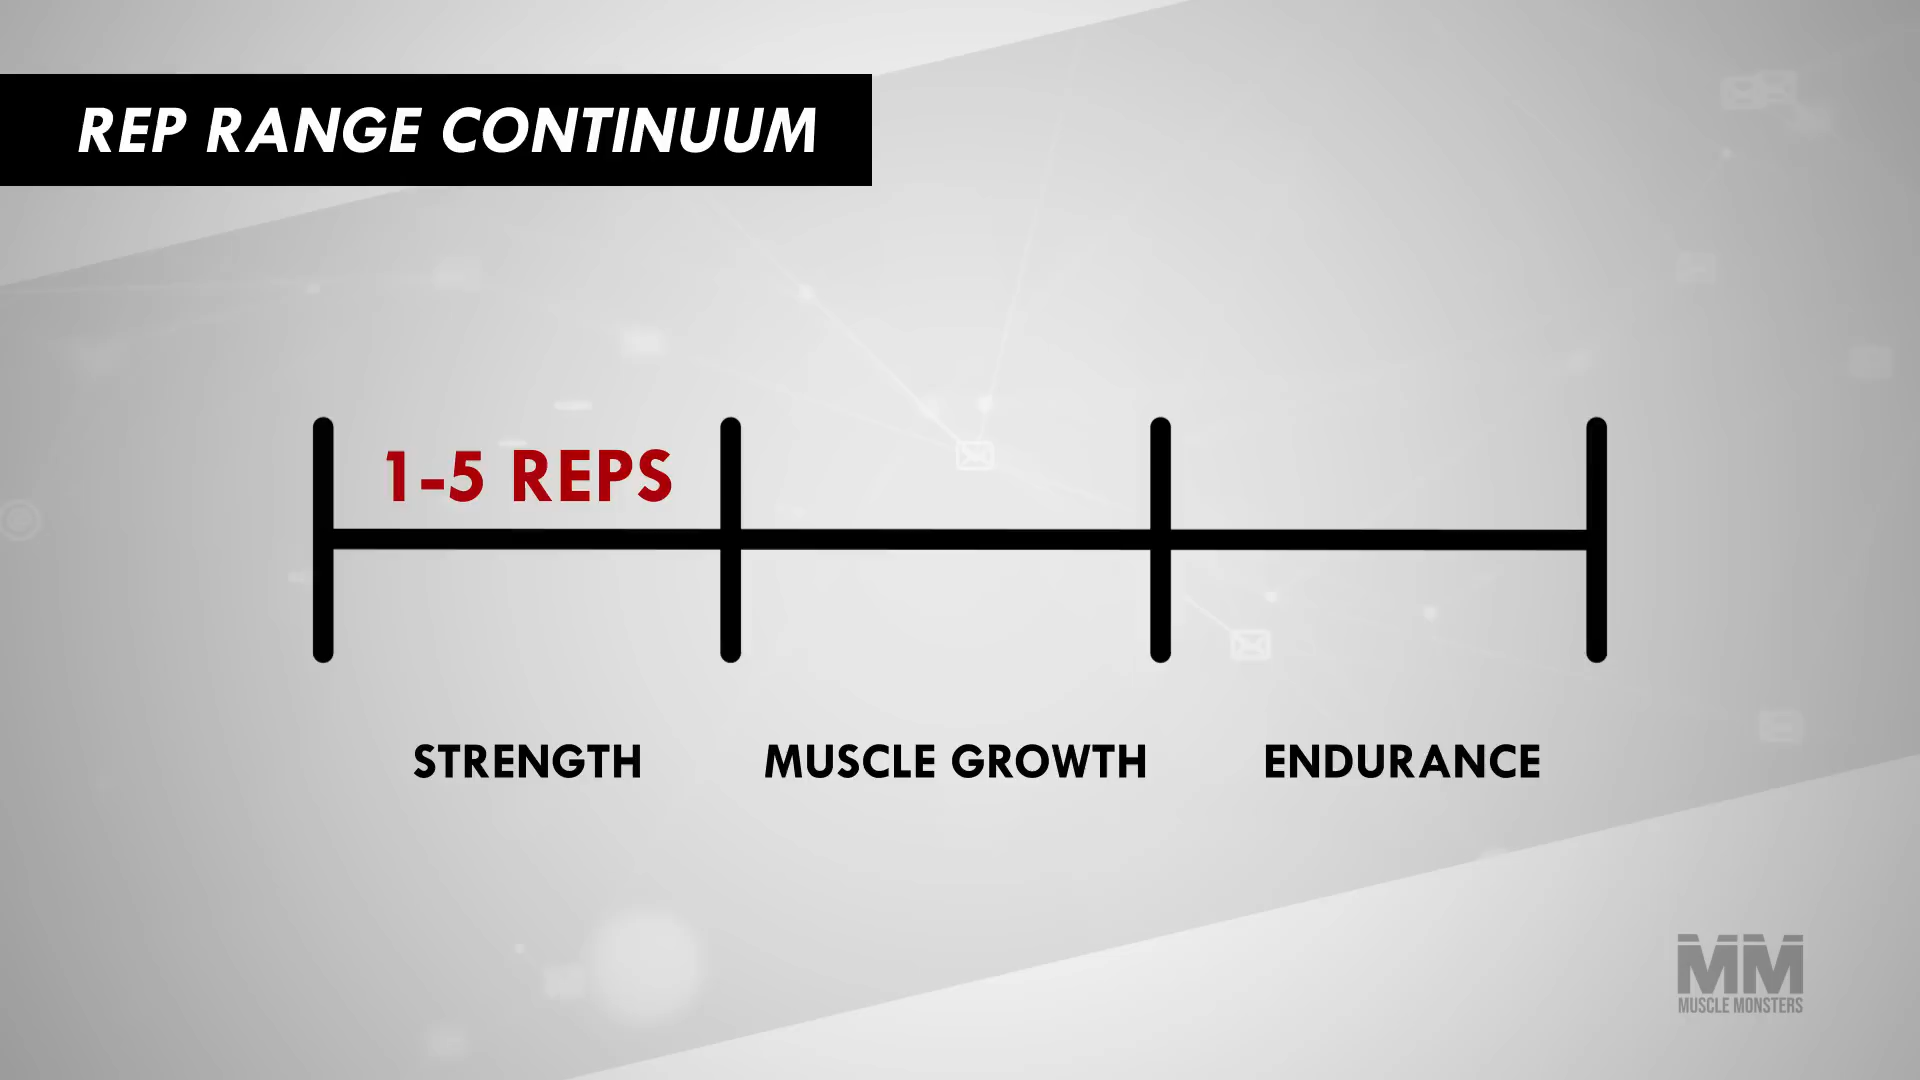 REP RANGE CONTINUUM
1-5 REPS
STRENGTH
MUSCLE GROWTH
ENDURANCE
MM
MUSCLE MONSTERS